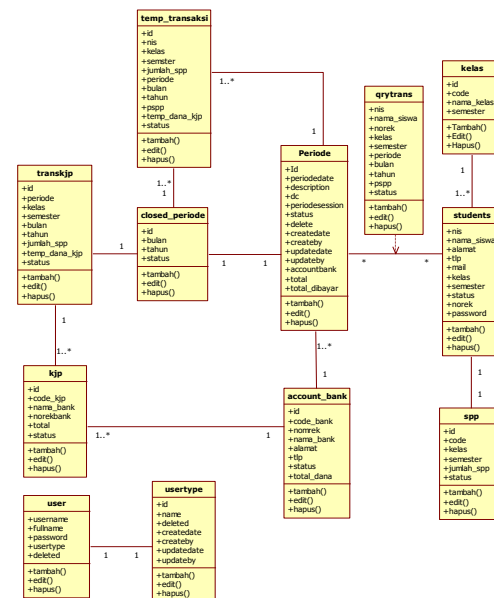 temp_transaksi
+id
+nis
+kelas
+semster
+jumlah_spp
+periode
+bulan
+tahun
+pspp
+temp_dana_kjp
+status
+tambah()
+edit()
+hapus()
1..*
1
1..*
1
kelas
+id
+code
+nama_kelas
+semester
+Tambah()
+Edit()
+Hapus()
1
1..*
qrytrans
+nis
+nama_siswa
+norek
+kelas
+semester
+periode
+bulan
+tahun
+pspp
+status
+tambah()
+edit()
+hapus()
Periode
+Id
+periodedate
+description
+dc
+periodesession
+status
+delete
+createdate
+createby
+updatedate
+updateby
+accountbank
+total
+total_dibayar
+tambah()
+edit()
+hapus()
*
*
1..*
1
transkjp
+id
+periode
+kelas
+semester
+bulan
+tahun
+jumlah_spp
+temp_dana_kjp
+status
+tambah()
+edit()
+hapus()
1
1
1
1..*
closed_periode
+id
+bulan
+tahun
+status
+tambah()
+edit()
+hapus()
1
1
students
+nis
+nama_siswa
+alamat
+tlp
+mail
+kelas
+semester
+status
+norek
+password
+tambah()
+edit()
+hapus()
1
1
kjp
+id
+code_kjp
+nama_bank
+norekbank
+total
+status
+tambah()
+edit()
+hapus()
1..*
1
account_bank
+id
+code_bank
+nomrek
+nama_bank
+alamat
+tlp
+status
+total_dana
+tambah()
+edit()
+hapus()
spp
+id
+code
+kelas
+semester
+jumlah_spp
+status
+tambah()
+edit()
+hapus()
user
+username
+fullname
+password
+usertype
+deleted
+tambah()
+edit()
+hapus()
1
1
usertype
+id
+name
+deleted
+createdate
+createby
+updatedate
+updateby
+tambah()
+edit()
+hapus()